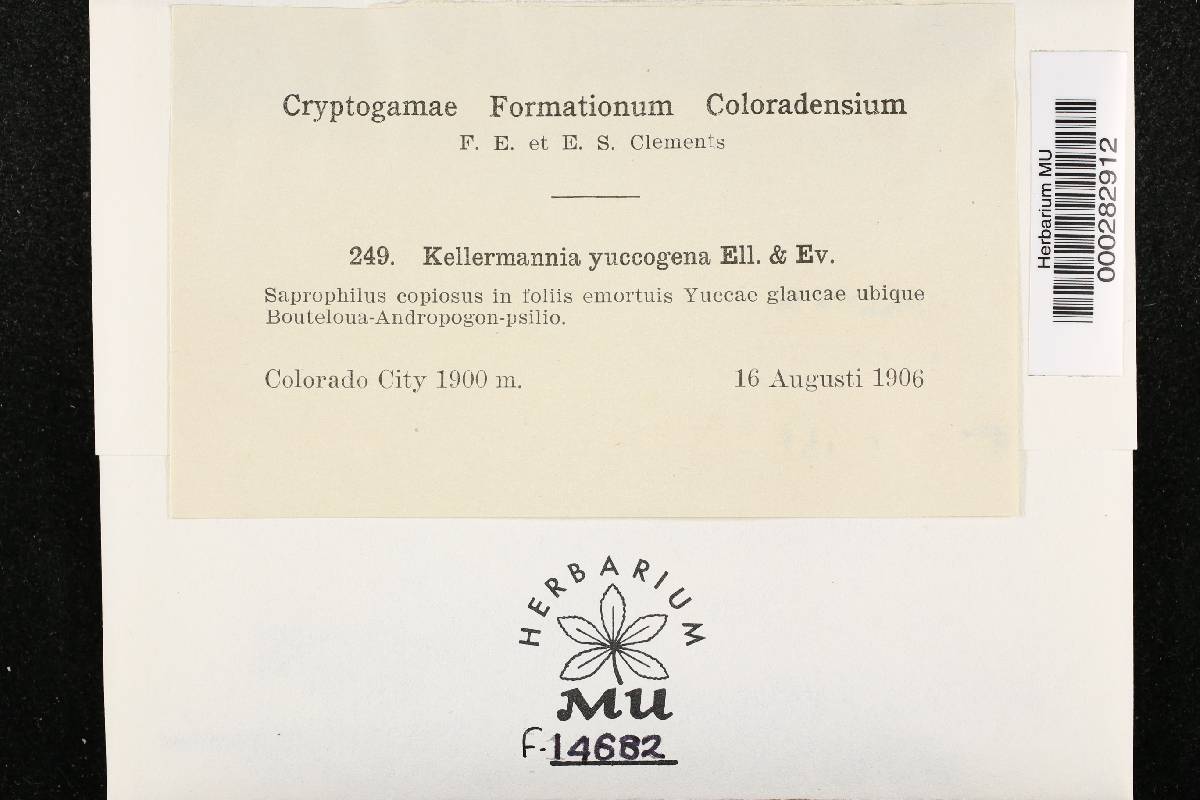 Cryptogamae Formationum Coloradensium
F. E. et E. S. Clements
249. Kellermannia yuccogena Ell. & Ev.
Saprophilus copiosus in foliis emortuis Yuccae glaucae ubique
Bouteloua-Andropogon-psilio.
Colorado City 1900 m. 16 Augusti 1906
Herbarium MU
000282912
HERBARIUM
MU
F-14682